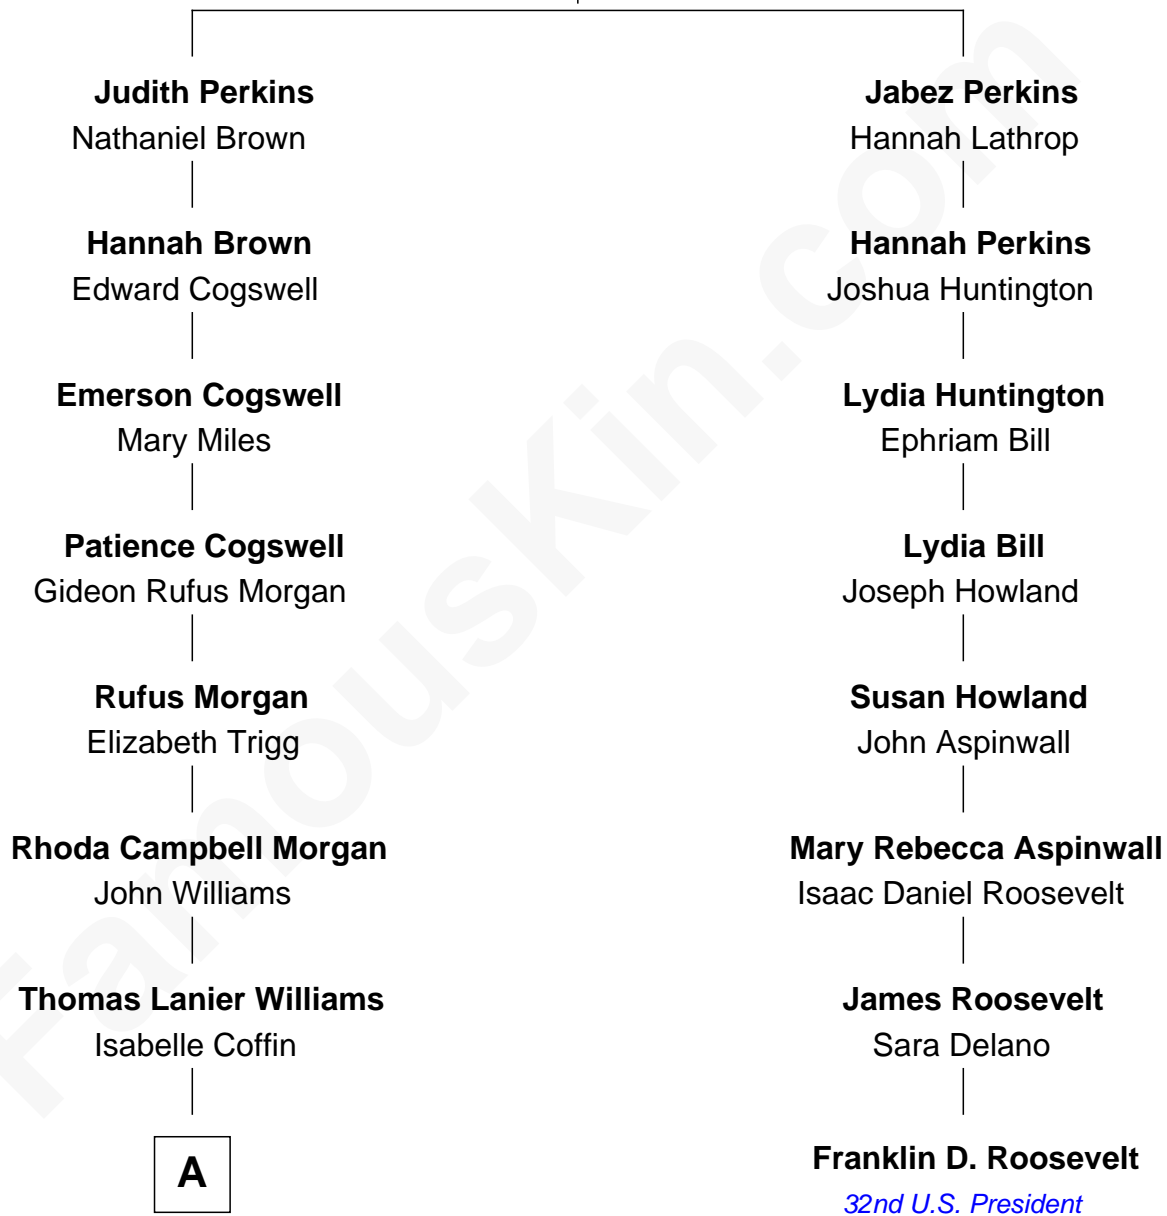 Judith Perkins
Nathaniel Brown
Hannah Brown
Edward Cogswell
Emerson Cogswell
Mary Miles
Patience Cogswell
Gideon Rufus Morgan
Rufus Morgan
Elizabeth Trigg
Rhoda Campbell Morgan
John Williams
Thomas Lanier Williams
Isabelle Coffin
A
Jabez Perkins
Hannah Lathrop
Hannah Perkins
Joshua Huntington
Lydia Huntington
Ephriam Bill
Lydia Bill
Joseph Howland
Susan Howland
John Aspinwall
Mary Rebecca Aspinwall
Isaac Daniel Roosevelt
James Roosevelt
Sara Delano
Franklin D. Roosevelt
32nd U.S. President
FamousKin.com